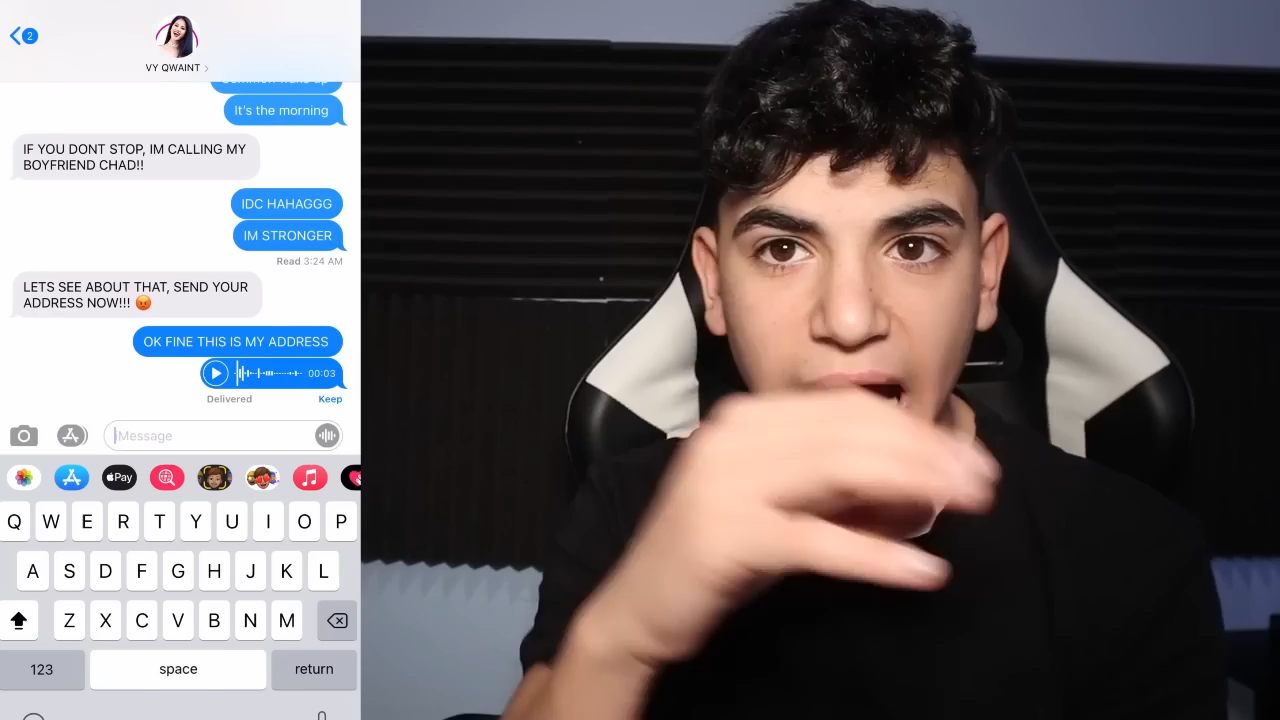 2
VY QWAINT
It's the morning
IF YOU DONT STOP, IM CALLING MY
BOYFRIEND CHAD!!
IDC HAHAGGG
IM STRONGER
Read 3:24 AM
LETS SEE ABOUT THAT, SEND YOUR
ADDRESS NOW!!! 😡
OK FINE THIS IS MY ADDRESS
00:03
Delivered Keep
iMessage
Pay
Q W E R T Y U I O P
A S D F G H J K L
Z X C V B N M
123 space return